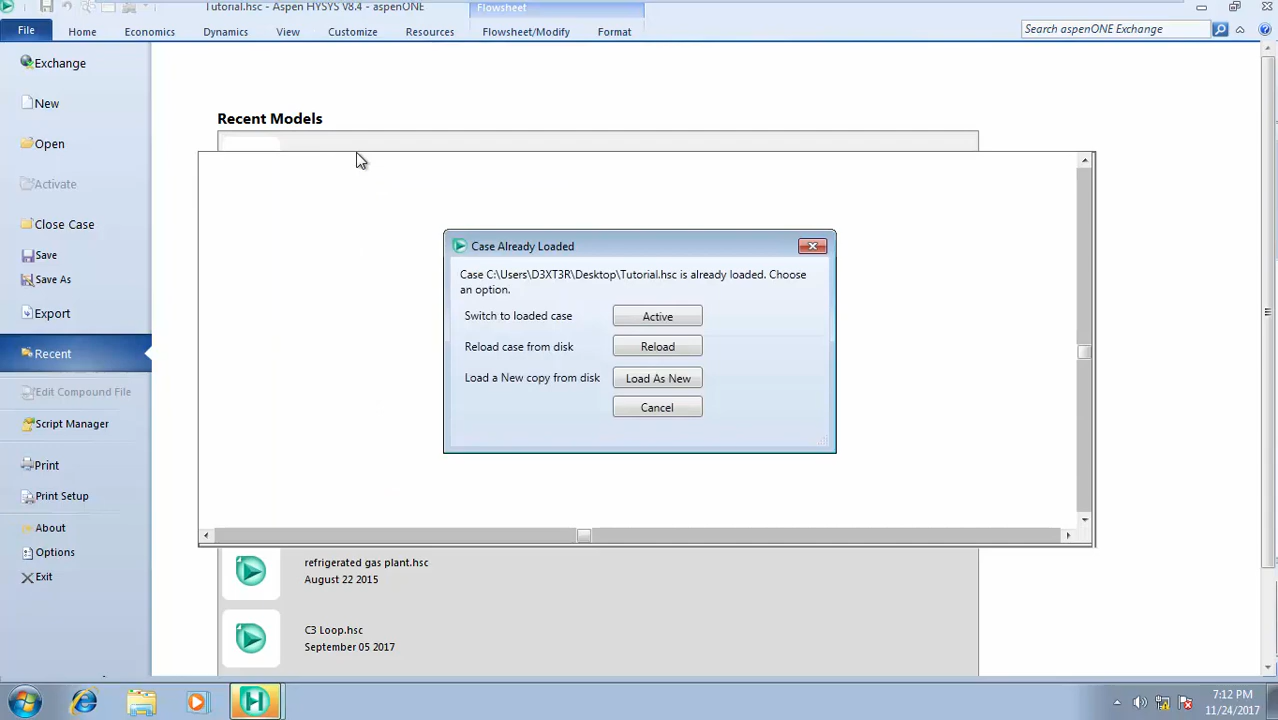 Tutorial.hsc - Aspen HYSYS V8.4 - aspenONE
Flowsheet
File
Home
Economics
Dynamics
View
Customize
Resources
Flowsheet/Modify
Format
Search aspenONE Exchange
Exchange
New
Open
Activate
Close Case
Save
Save As
Export
Recent
Edit Compound File
Script Manager
Print
Print Setup
About
Options
Exit
Recent Models
Case Already Loaded
Case C:\Users\D3XT3R\Desktop\Tutorial.hsc is already loaded. Choose
an option.
Switch to loaded case
Active
Reload case from disk
Reload
Load a New copy from disk
Load As New
Cancel
refrigerated gas plant.hsc
August 22 2015
C3 Loop.hsc
September 05 2017
7:12 PM
11/24/2017